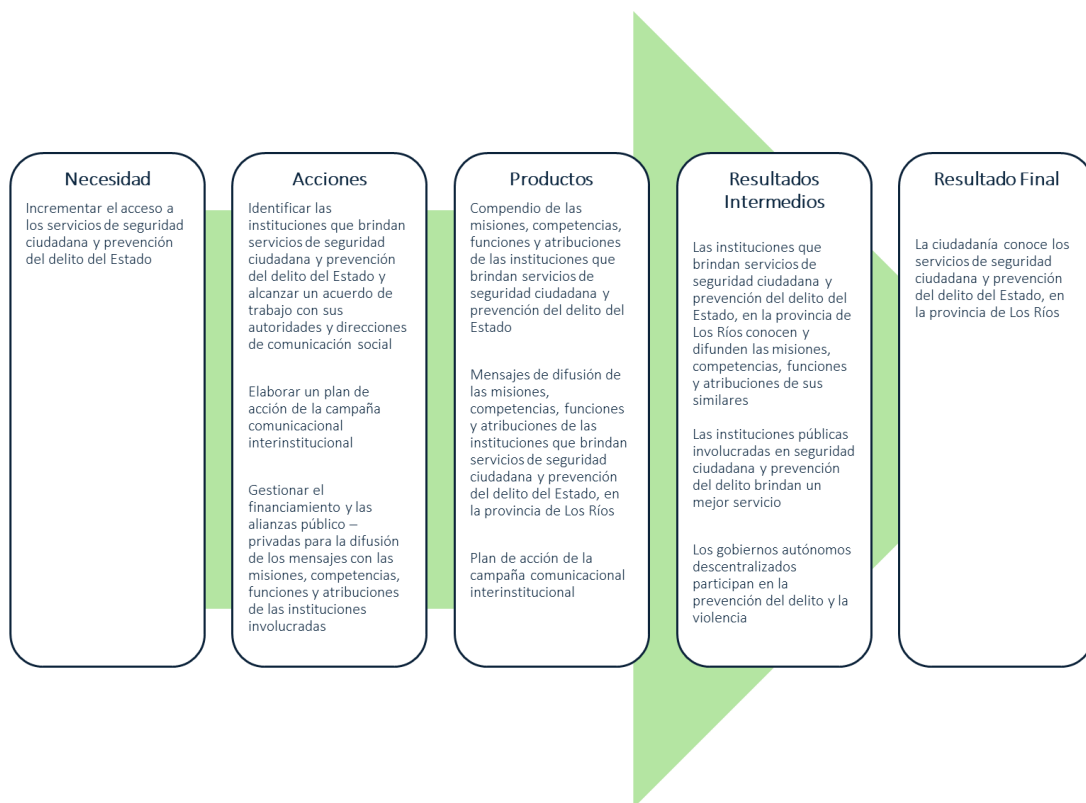 Necesidad
Incrementar el acceso a
los servicios de seguridad
ciudadana y prevención
del delito del Estado
Acciones
Identificar las
instituciones que brindan
servicios de seguridad
ciudadana y prevención
del delito del Estado y
alcanzar un acuerdo de
trabajo con sus
autoridades y direcciones
de comunicación social
Elaborar un plan de
acción de la campaña
comunicacional
interinstitucional
Gestionar el
financiamiento y las
alianzas público –
privadas para la difusión
de los mensajes con las
misiones, competencias,
funciones y atribuciones
de las instituciones
involucradas
Productos
Compendio de las
misiones, competencias,
funciones y atribuciones
de las instituciones que
brindan servicios de
seguridad ciudadana y
prevención del delito del
Estado
Mensajes de difusión de
las misiones,
competencias, funciones
y atribuciones de las
instituciones que brindan
servicios de seguridad
ciudadana y prevención
del delito del Estado, en
la provincia de Los Ríos
Plan de acción de la
campaña comunicacional
interinstitucional
Resultados
Intermedios
Las instituciones que
brindan servicios de
seguridad ciudadana y
prevención del delito del
Estado, en la provincia de
Los Ríos conocen y
difunden las misiones,
competencias, funciones
y atribuciones de sus
similares
Las instituciones públicas
involucradas en seguridad
ciudadana y prevención
del delito brindan un
mejor servicio
Los gobiernos autónomos
descentralizados
participan en la
prevención del delito y la
violencia
Resultado Final
La ciudadanía conoce los
servicios de seguridad
ciudadana y prevención
del delito del Estado, en
la provincia de Los Ríos